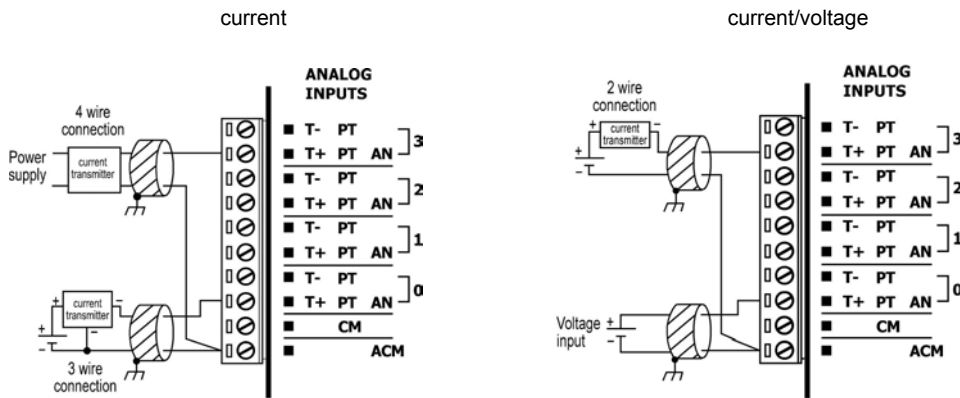 current
ANALOG
INPUTS
4 wire
connection
Power
supply
current
transmitter
T- PT
T+ PT AN
3
T- PT
T+ PT AN
2
T- PT
T+ PT AN
1
T- PT
T+ PT AN
0
CM
ACM
+
-
current
transmitter
-
+
-
3 wire
connection
current/voltage
ANALOG
INPUTS
2 wire
connection
+
current
transmitter
-
+
-
T- PT
T+ PT AN
3
T- PT
T+ PT AN
2
T- PT
T+ PT AN
1
T- PT
T+ PT AN
0
CM
ACM
Voltage
input
+
-